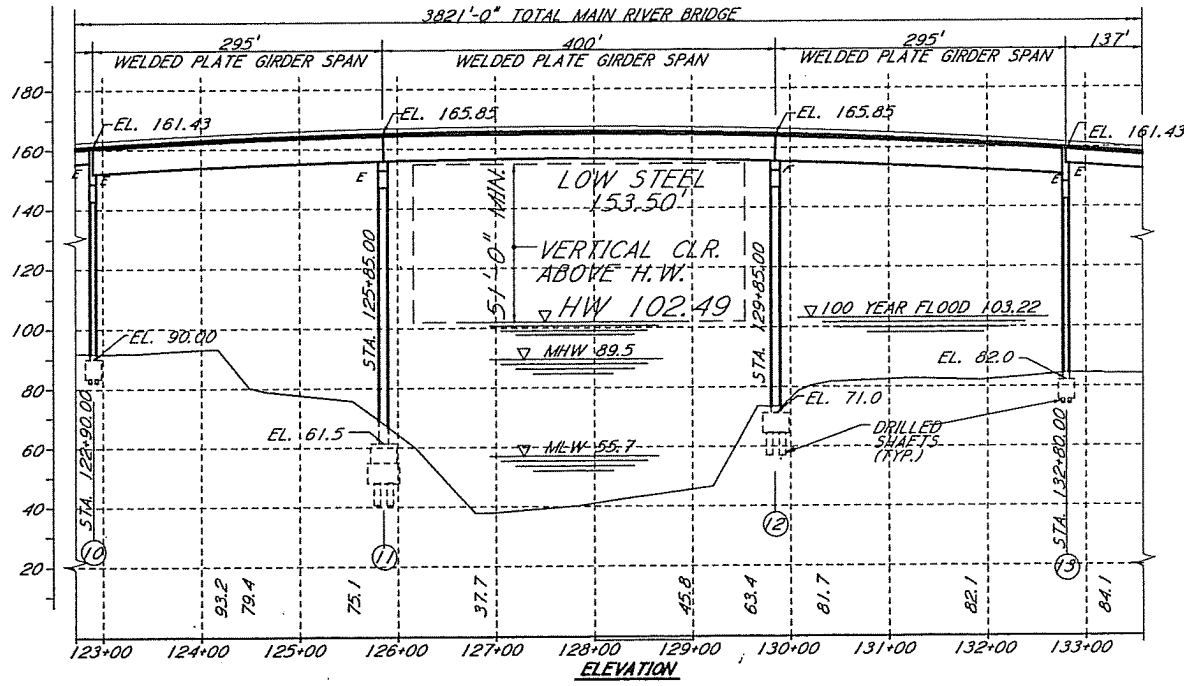 3821'-0" TOTAL MAIN RIVER BRIDGE
295' 400' 295' 137'
WELDED PLATE GIRDER SPAN WELDED PLATE GIRDER SPAN WELDED PLATE GIRDER SPAN
180
EL. 161.43 EL. 165.85 EL. 165.85 EL. 161.43
160
E E E E E
LOW STEEL
153.50'
140
51'-0" MIN.
VERTICAL CLR.
ABOVE H.W.
120
HW 102.49
100 YEAR FLOOD 103.22
100
STA. 125+85.00
STA. 129+85.00
EL. 90.00
MHW 89.5
EL. 82.0
80
EL. 71.0
EL. 61.5
DRILLED
SHAFTS
(TYP.)
60
MLW 55.7
STA. 122+90.00
STA. 132+80.00
40
10 11 12 13
20
93.2 79.4 75.1 37.7 45.8 63.4 81.7 82.1 84.1
123+00 124+00 125+00 126+00 127+00 128+00 129+00 130+00 131+00 132+00 133+00
ELEVATION